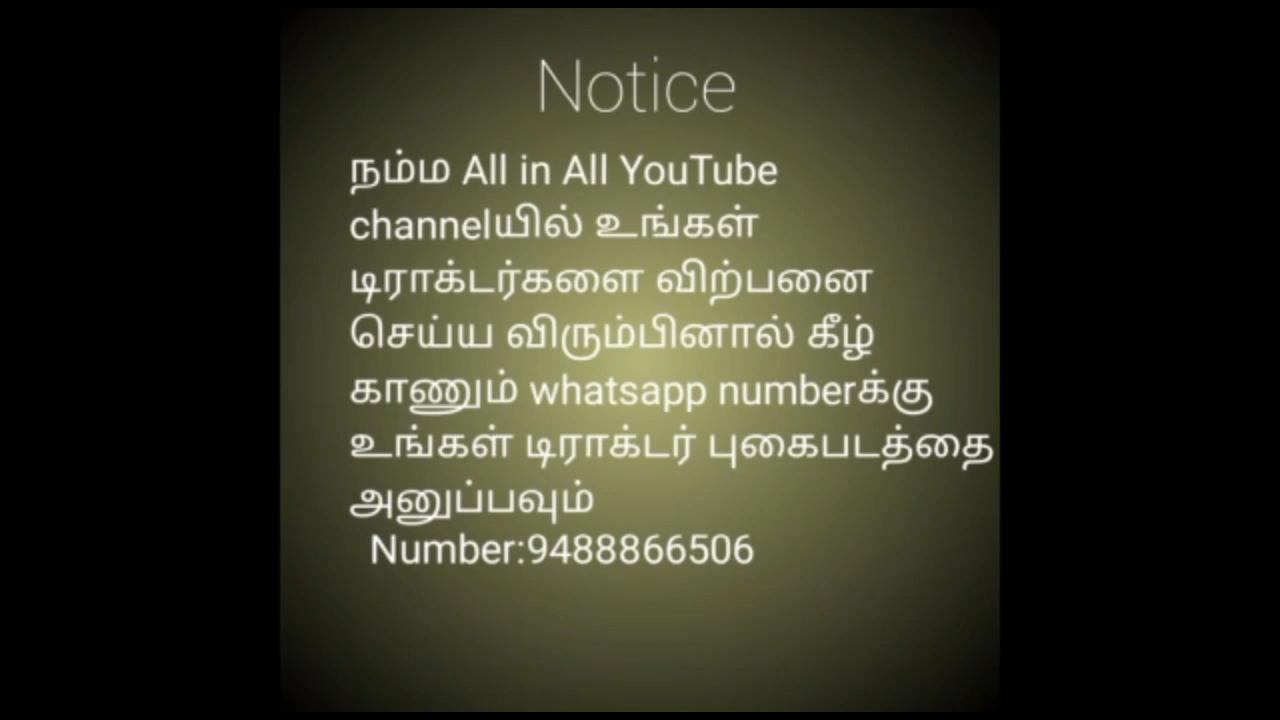 Notice
நம்ம All in All YouTube
channelயில் உங்கள்
டிராக்டர்களை விற்பனை
செய்ய விரும்பினால் கீழ்
காணும் whatsapp numberக்கு
உங்கள் டிராக்டர் புகைபடத்தை
அனுப்பவும்
Number:9488866506